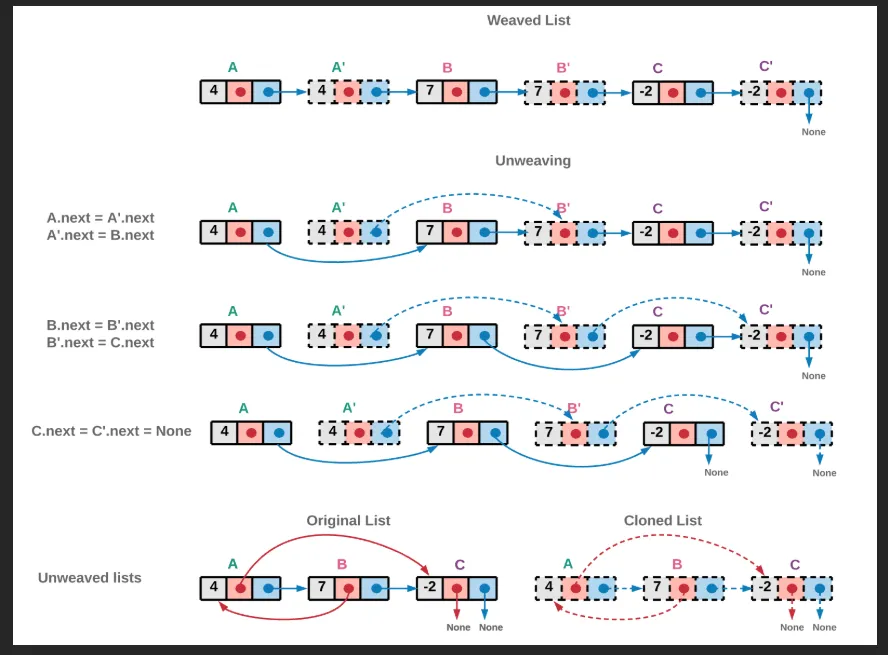 Weaved List
A A' B B' C C'
4 4 7 7 -2 -2
None
Unweaving
A.next = A'.next
A'.next = B.next
A A' B B' C C'
4 4 7 7 -2 -2
None
B.next = B'.next
B'.next = C.next
A A' B B' C C'
4 4 7 7 -2 -2
None
C.next = C'.next = None
A A' B B' C C'
4 4 7 7 -2 -2
None None
Unweaved lists
Original List
A B C
4 7 -2
None None
Cloned List
A B C
4 7 -2
None None